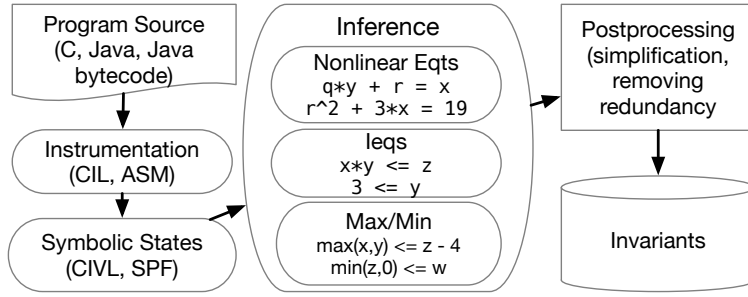 Program Source
(C, Java, Java
bytecode)
Instrumentation
(CIL, ASM)
Symbolic States
(CIVL, SPF)
Inference
Nonlinear Eqts
q*y + r = x
r^2 + 3*x = 19
Ieqs
x*y <= z
3 <= y
Max/Min
max(x,y) <= z - 4
min(z,0) <= w
Postprocessing
(simplification,
removing
redundancy
Invariants